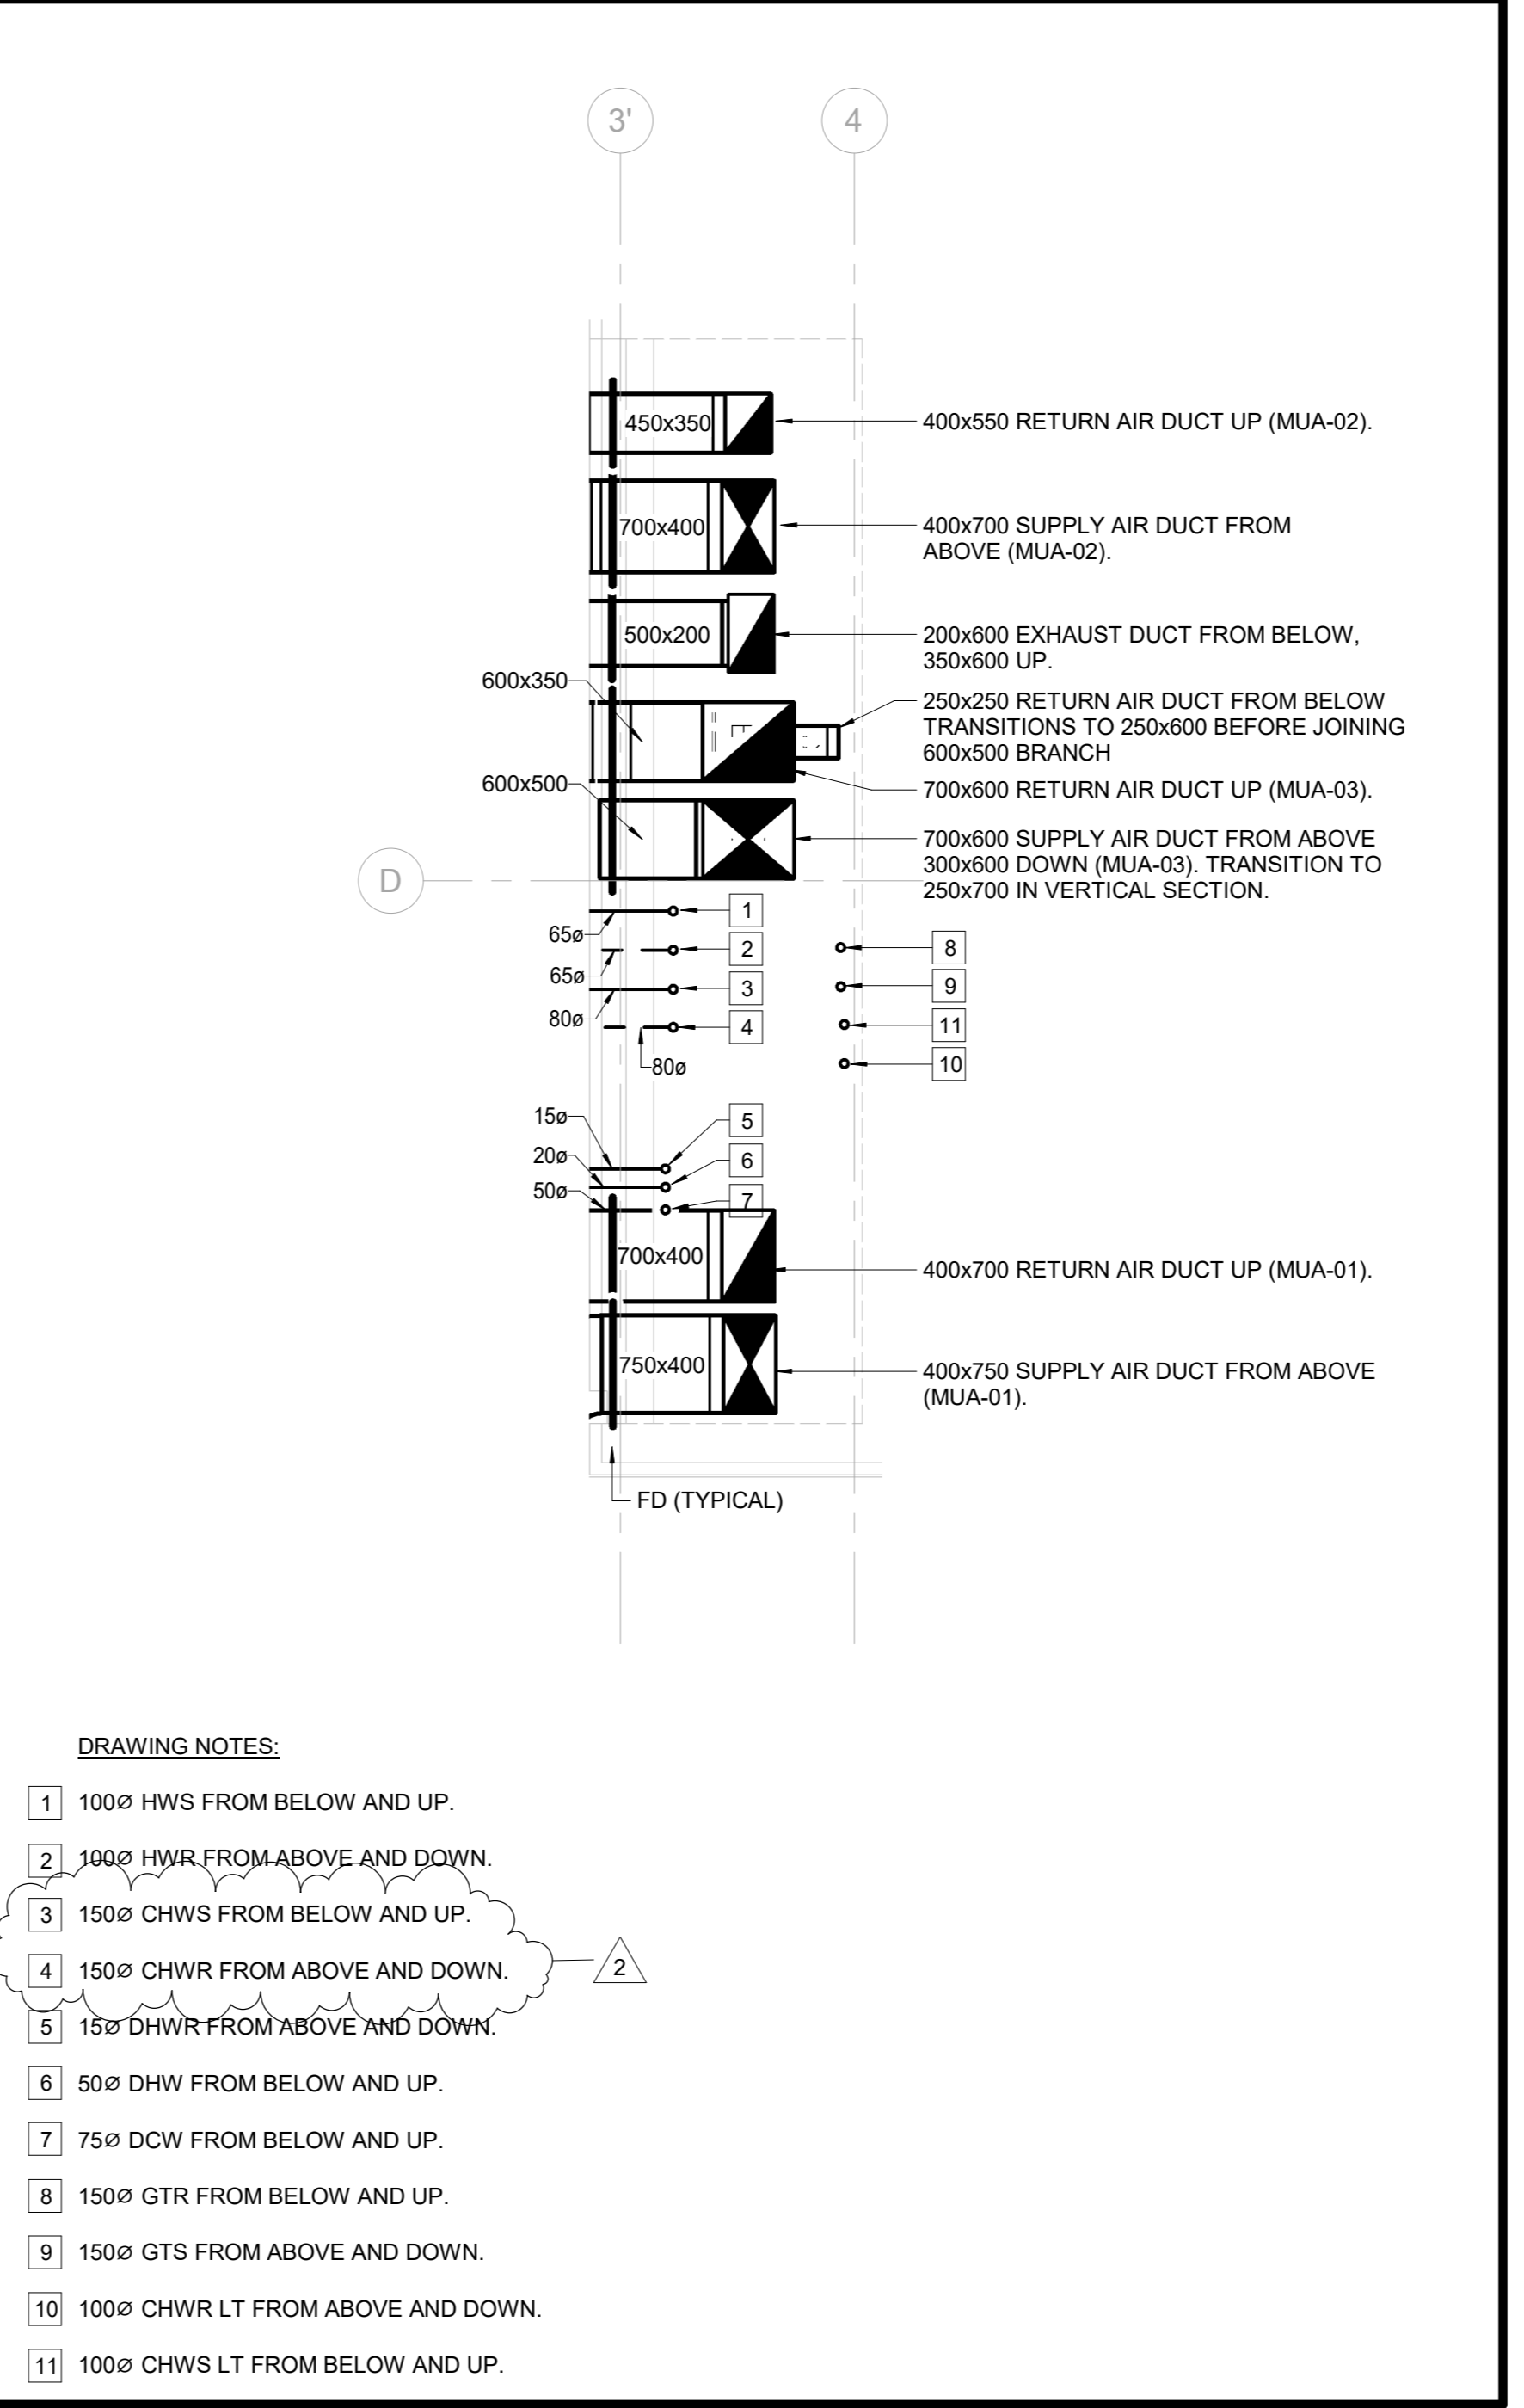 3'
4
450x350
400x550 RETURN AIR DUCT UP (MUA-02).
700x400
400x700 SUPPLY AIR DUCT FROM
ABOVE (MUA-02).
500x200
200x600 EXHAUST DUCT FROM BELOW,
350x600 UP.
600x350
250x250 RETURN AIR DUCT FROM BELOW
TRANSITIONS TO 250x600 BEFORE JOINING
600x500 BRANCH
600x500
700x600 RETURN AIR DUCT UP (MUA-03).
700x600 SUPPLY AIR DUCT FROM ABOVE
300x600 DOWN (MUA-03). TRANSITION TO
250x700 IN VERTICAL SECTION.
D
1
65ø
2
8
65ø
3
9
80ø
4
11
80ø
10
15ø
5
20ø
6
50ø
7
700x400
400x700 RETURN AIR DUCT UP (MUA-01).
750x400
400x750 SUPPLY AIR DUCT FROM ABOVE
(MUA-01).
FD (TYPICAL)
DRAWING NOTES:
1 100Ø HWS FROM BELOW AND UP.
2 100Ø HWR FROM ABOVE AND DOWN.
3 150Ø CHWS FROM BELOW AND UP.
4 150Ø CHWR FROM ABOVE AND DOWN.
2
5 15Ø DHWR FROM ABOVE AND DOWN.
6 50Ø DHW FROM BELOW AND UP.
7 75Ø DCW FROM BELOW AND UP.
8 150Ø GTR FROM BELOW AND UP.
9 150Ø GTS FROM ABOVE AND DOWN.
10 100Ø CHWR LT FROM ABOVE AND DOWN.
11 100Ø CHWS LT FROM BELOW AND UP.